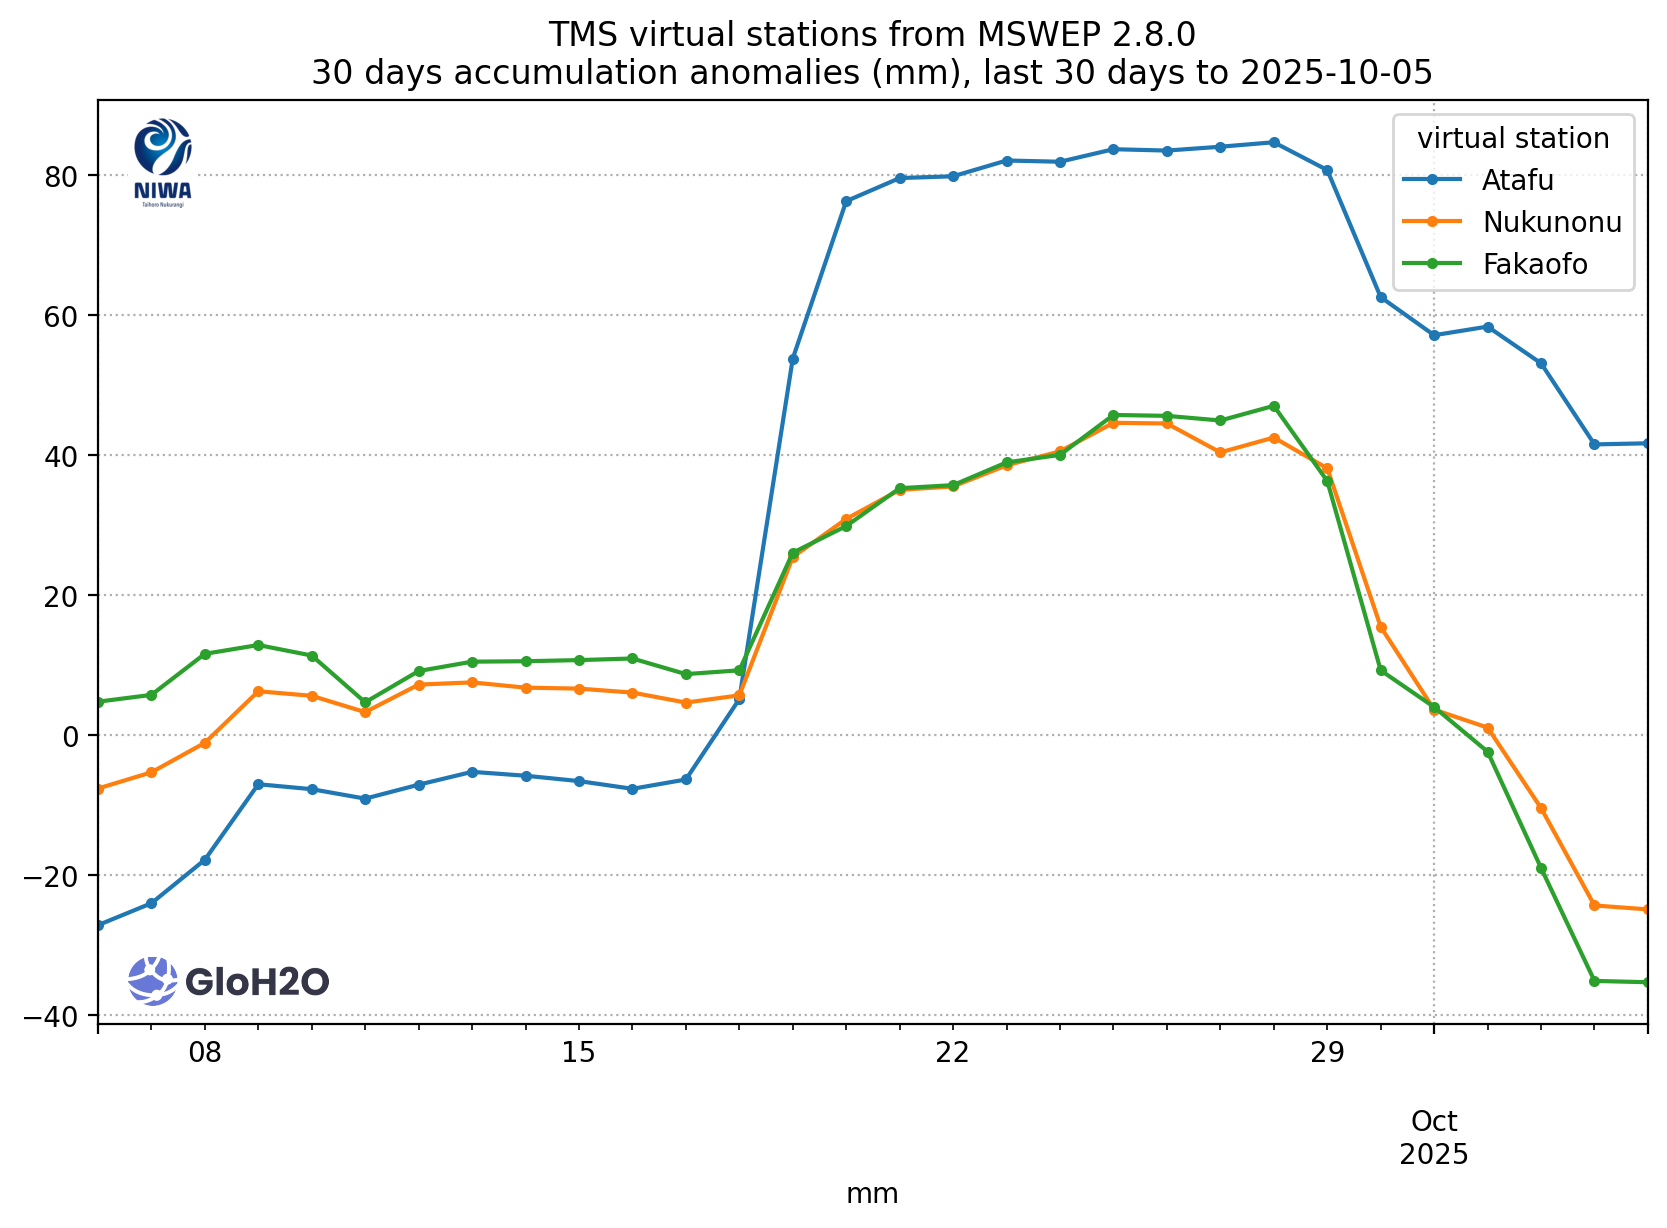 TMS virtual stations from MSWEP 2.8.0
30 days accumulation anomalies (mm), last 30 days to 2025-10-05
NIWA
Taihoro Nukurangi
virtual station
Atafu
Nukunonu
Fakaofo
80
60
40
20
0
−20
−40
GloH2O
08 15 22 29
Oct
2025
mm